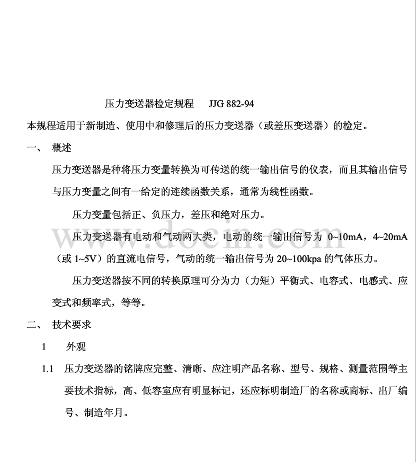 压力变送器检定规程 JJG 882-94
本规程适用于新制造、使用中和修理后的压力变送器（或差压变送器）的检定。
一、 概述
压力变送器是种将压力变量转换为可传送的统一输出信号的仪表，而且其输出信号
与压力变量之间有一给定的连续函数关系，通常为线性函数。
压力变量包括正、负压力，差压和绝对压力。
压力变送器有电动和气动两大类，电动的统一输出信号为 0~10mA，4~20mA
（或 1~5V）的直流电信号，气动的统一输出信号为 20~100kpa 的气体压力。
压力变送器按不同的转换原理可分为力（力矩）平衡式、电容式、电感式、应
变式和频率式，等等。
二、 技术要求
1 外观
1.1 压力变送器的铭牌应完整、清晰、应注明产品名称、型号、规格、测量范围等主
要技术指标，高、低容室应有明显标记，还应标明制造厂的名称或商标、出厂编
号、制造年月。
www.docin.com